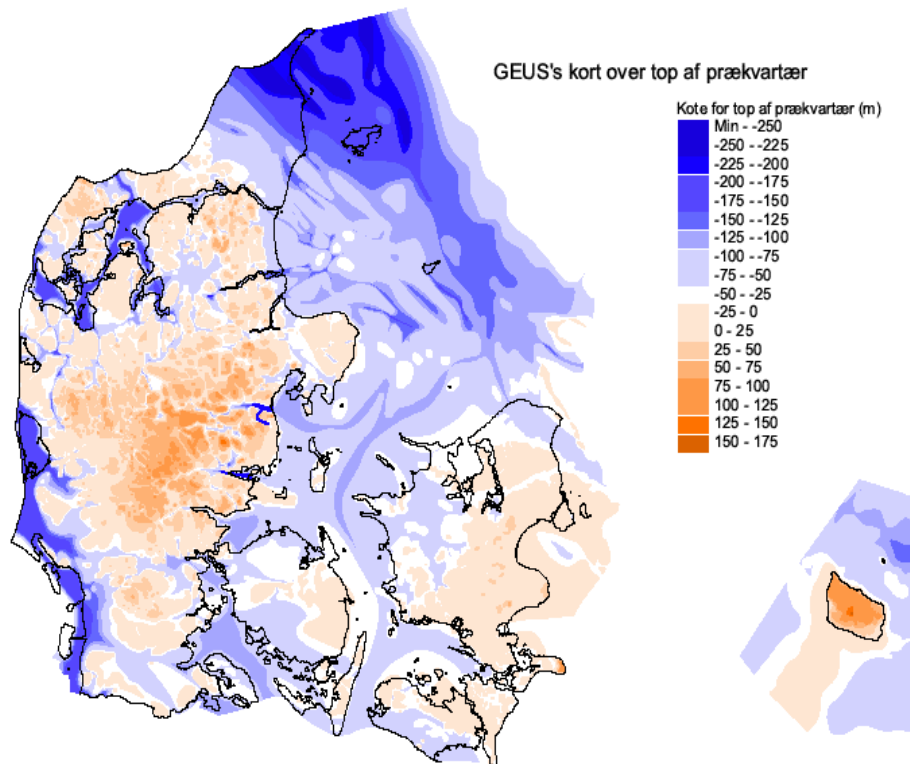 GEUS's kort over top af prækvartær
Kote for top af prækvartær (m)
Min - -250
-250 - -225
-225 - -200
-200 - -175
-175 - -150
-150 - -125
-125 - -100
-100 - -75
-75 - -50
-50 - -25
-25 - 0
0 - 25
25 - 50
50 - 75
75 - 100
100 - 125
125 - 150
150 - 175